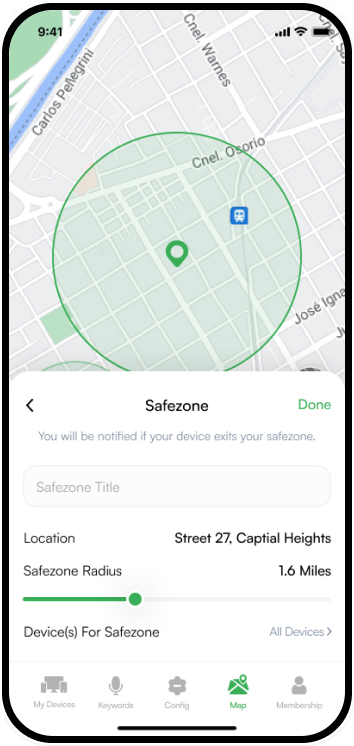 9:41
Cnel. Warnes
Carlos Pellegrini
Cnel. Osorio
José Igna
Safezone
Done
You will be notified if your device exits your safezone.
Safezone Title
Location
Street 27, Captial Heights
Safezone Radius
1.6 Miles
Device(s) For Safezone
All Devices
My Devices
Keywords
Config
Map
Membership